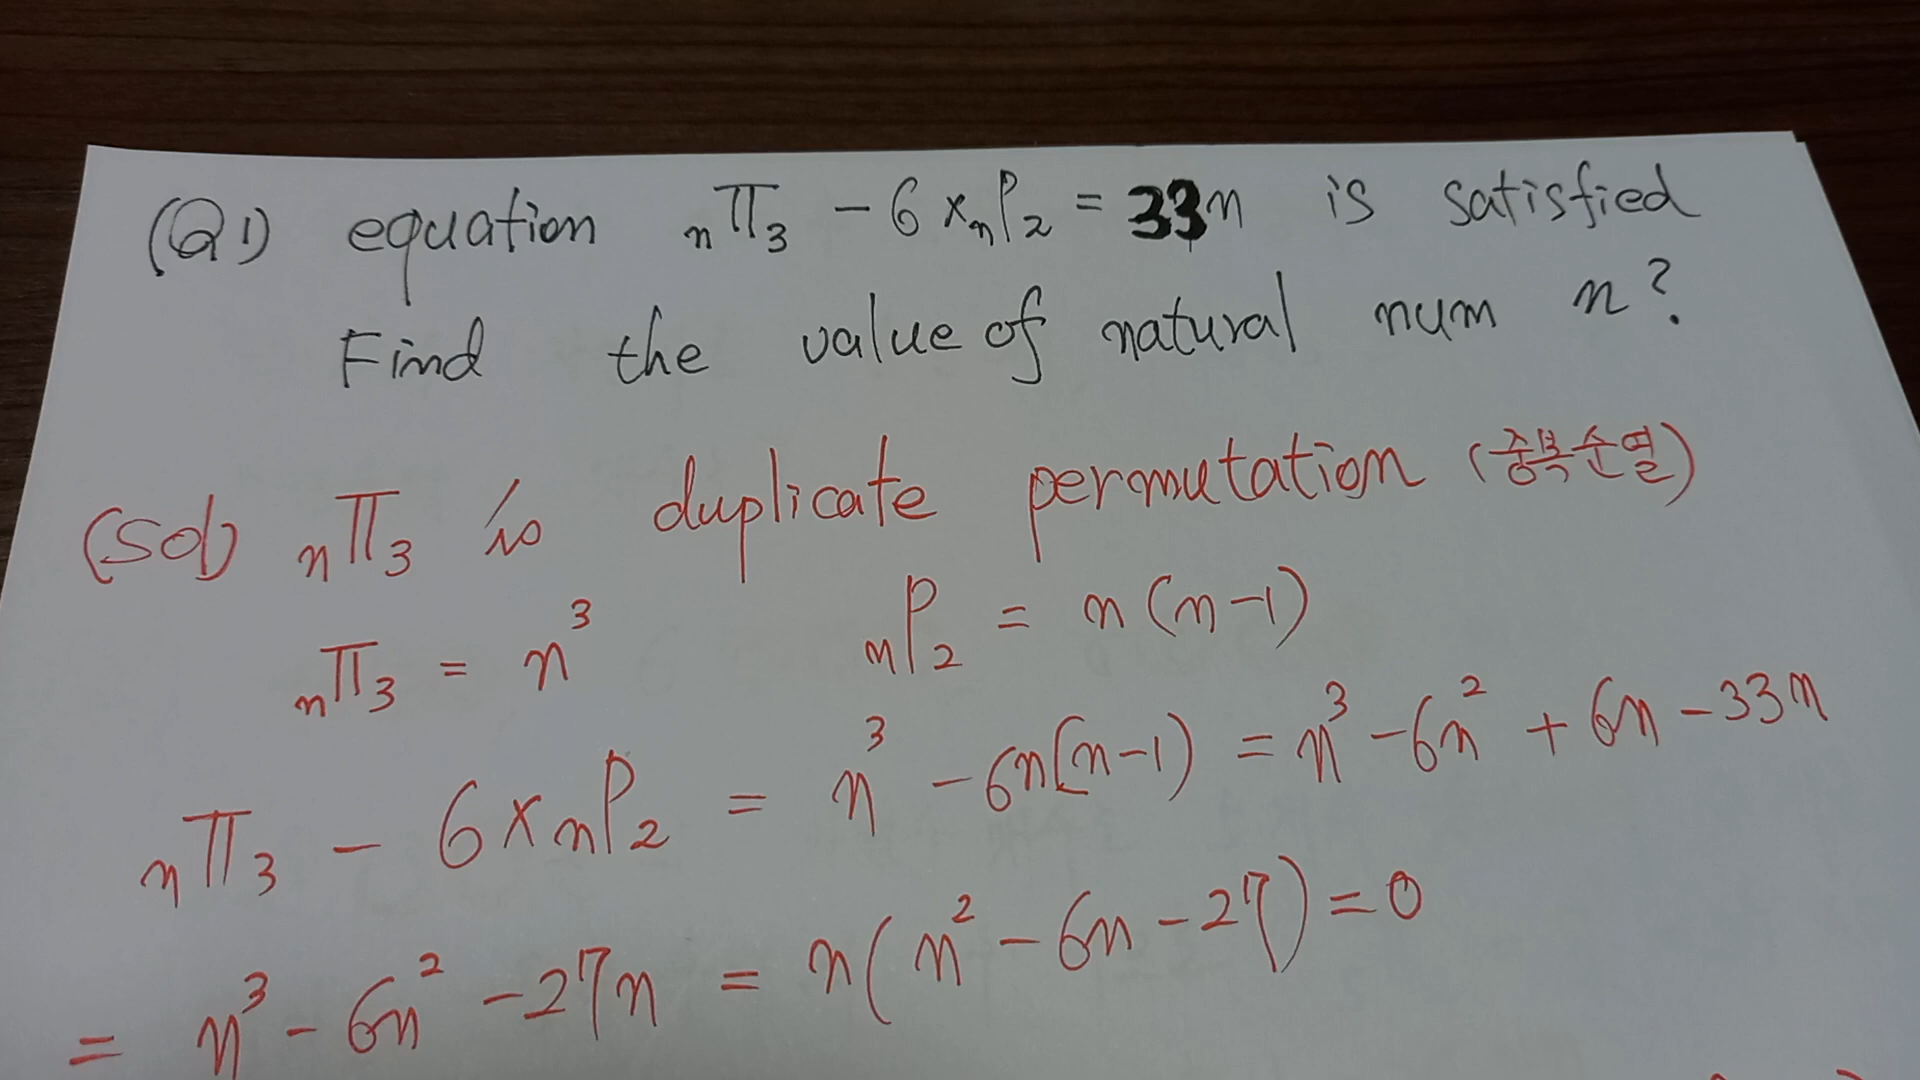 (Q1) equation ₙΠ₃ − 6 ×ₙP₂ = 33n is satisfied
Find the value of natural num n?
(Sol) ₙΠ₃ is duplicate permutation (중복순열)
ₙΠ₃ = n³ ₙP₂ = n(n−1)
ₙΠ₃ − 6×ₙP₂ = n³ − 6n(n−1) = n³ − 6n² + 6n − 33n
= n³ − 6n² − 27n = n(n² − 6n − 27) = 0